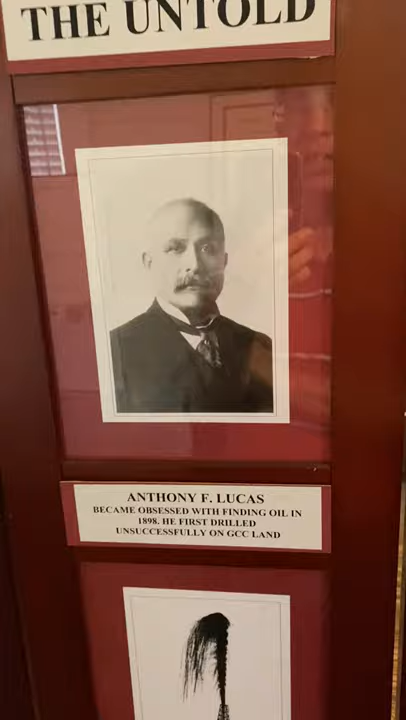 THE UNTOLD
ANTHONY F. LUCAS
BECAME OBSESSED WITH FINDING OIL IN
1898. HE FIRST DRILLED
UNSUCCESSFULLY ON GCC LAND